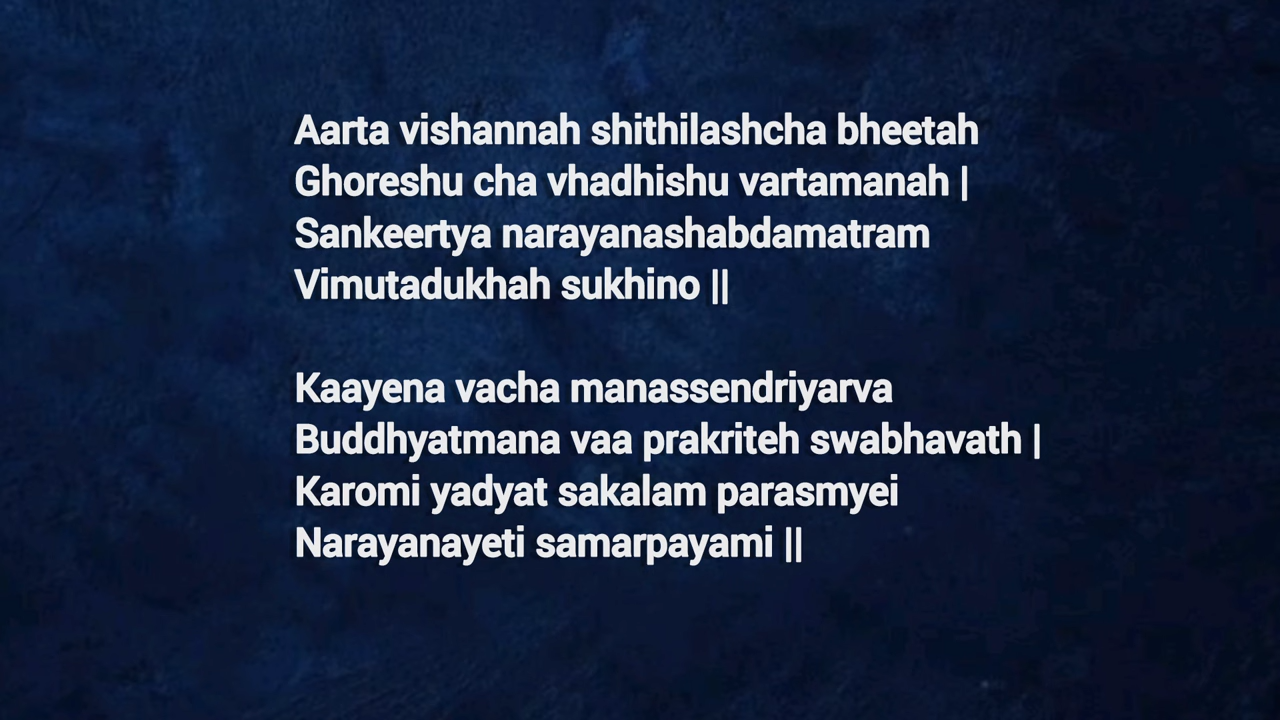 Aarta vishannah shithilashcha bheetah
Ghoreshu cha vhadhishu vartamanah |
Sankeertya narayanashabdamatram
Vimutadukhah sukhino ||
Kaayena vacha manassendriyarva
Buddhyatmana vaa prakriteh swabhavath |
Karomi yadyat sakalam parasmyei
Narayanayeti samarpayami ||